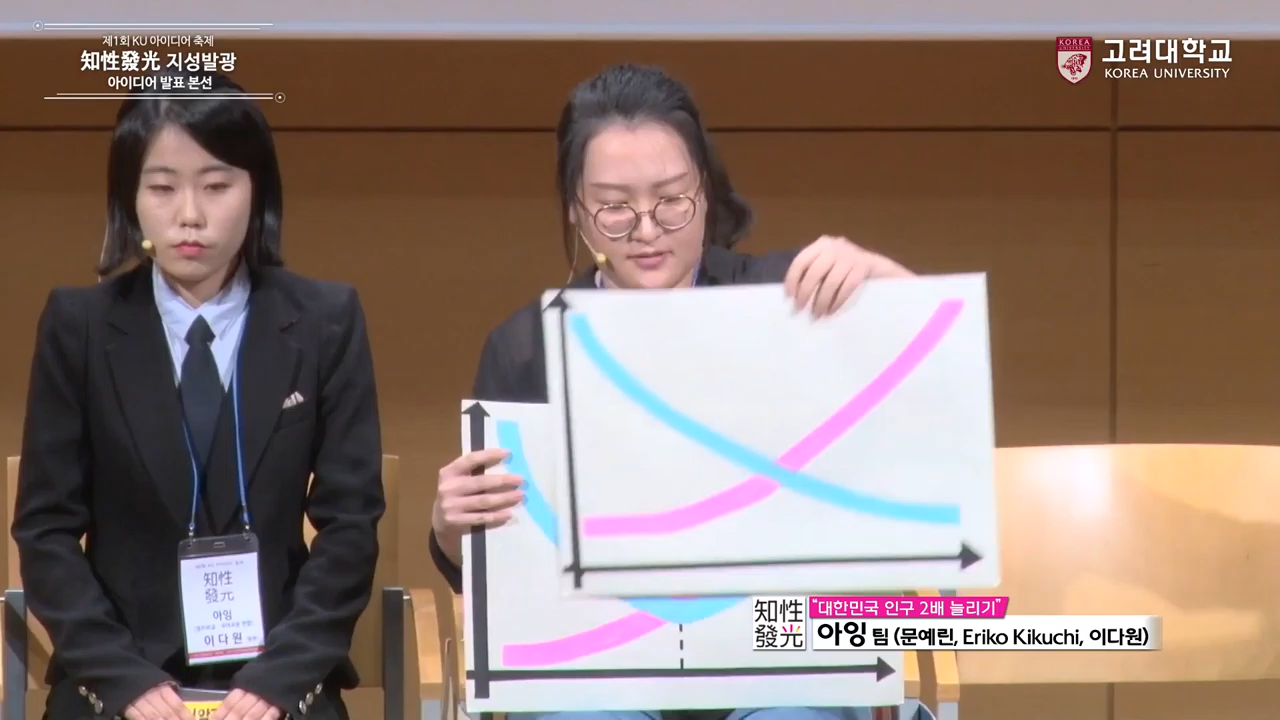 제1회 KU 아이디어 축제
知性發光 지성발광
아이디어 발표 본선
KOREA
고려대학교
KOREA UNIVERSITY
知性
發光
아잉
이다원
知性
發光
"대한민국 인구 2배 늘리기"
아잉 팀 (문예린, Eriko Kikuchi, 이다원)